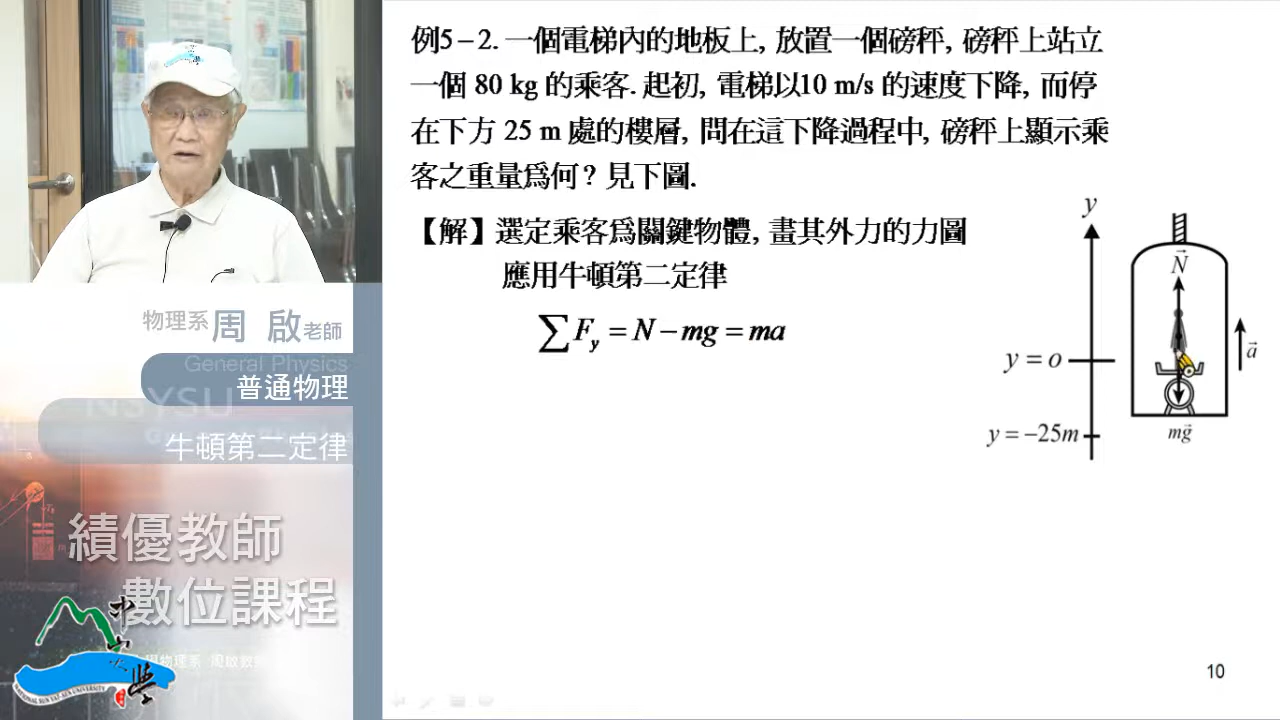 例5－2. 一個電梯內的地板上, 放置一個磅秤, 磅秤上站立
一個 80 kg 的乘客. 起初, 電梯以10 m/s 的速度下降, 而停
在下方 25 m 處的樓層, 問在這下降過程中, 磅秤上顯示乘
客之重量爲何? 見下圖.
【解】選定乘客爲關鍵物體, 畫其外力的力圖
應用牛頓第二定律
∑F_y = N − mg = ma
y
N⃗
a⃗
y = o
y = −25m
mg⃗
物理系周 啟老師
General Physics
普通物理
NSYSU
牛頓第二定律
績優教師
數位課程
NATIONAL SUN YAT-SEN UNIVERSITY
10